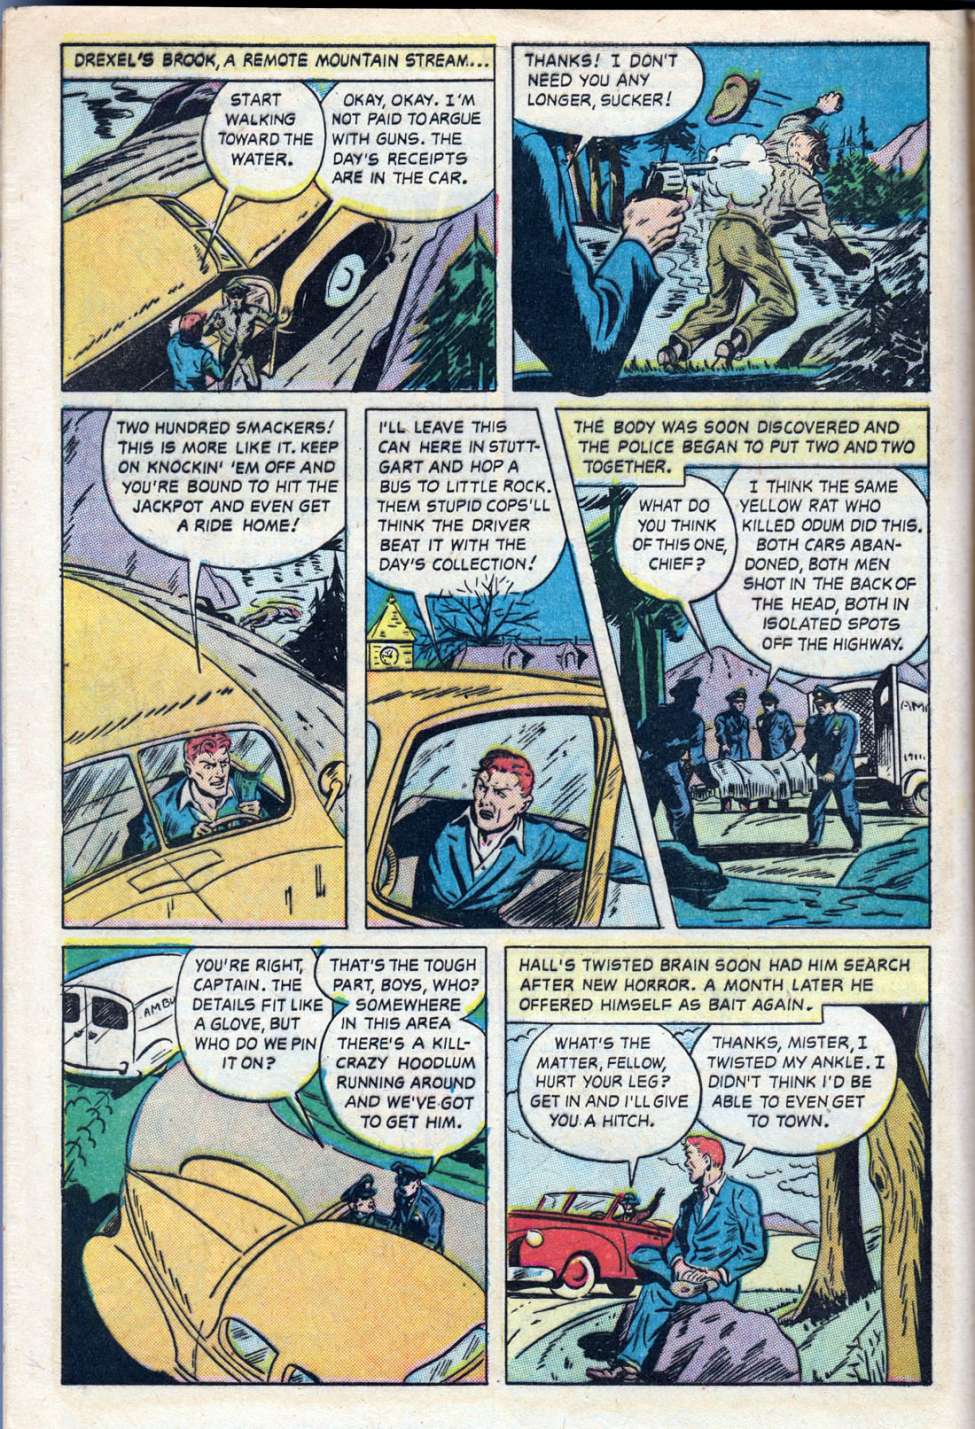 DREXEL'S BROOK, A REMOTE MOUNTAIN STREAM...
START
WALKING
TOWARD THE
WATER.
OKAY, OKAY. I'M
NOT PAID TO ARGUE
WITH GUNS. THE
DAY'S RECEIPTS
ARE IN THE CAR.
THANKS! I DON'T
NEED YOU ANY
LONGER, SUCKER!
TWO HUNDRED SMACKERS!
THIS IS MORE LIKE IT. KEEP
ON KNOCKIN' 'EM OFF AND
YOU'RE BOUND TO HIT THE
JACKPOT AND EVEN GET
A RIDE HOME!
I'LL LEAVE THIS
CAN HERE IN STUTT-
GART AND HOP A
BUS TO LITTLE ROCK.
THEM STUPID COPS'LL
THINK THE DRIVER
BEAT IT WITH THE
DAY'S COLLECTION!
THE BODY WAS SOON DISCOVERED AND
THE POLICE BEGAN TO PUT TWO AND TWO
TOGETHER.
WHAT DO
YOU THINK
OF THIS ONE,
CHIEF?
I THINK THE SAME
YELLOW RAT WHO
KILLED ODUM DID THIS.
BOTH CARS ABAN-
DONED, BOTH MEN
SHOT IN THE BACK OF
THE HEAD, BOTH IN
ISOLATED SPOTS
OFF THE HIGHWAY.
AM
YOU'RE RIGHT,
CAPTAIN. THE
DETAILS FIT LIKE
A GLOVE, BUT
WHO DO WE PIN
IT ON?
THAT'S THE TOUGH
PART, BOYS, WHO?
SOMEWHERE
IN THIS AREA
THERE'S A KILL-
CRAZY HOODLUM
RUNNING AROUND
AND WE'VE GOT
TO GET HIM.
AMBU
HALL'S TWISTED BRAIN SOON HAD HIM SEARCH
AFTER NEW HORROR. A MONTH LATER HE
OFFERED HIMSELF AS BAIT AGAIN.
WHAT'S THE
MATTER, FELLOW,
HURT YOUR LEG?
GET IN AND I'LL GIVE
YOU A HITCH.
THANKS, MISTER, I
TWISTED MY ANKLE. I
DIDN'T THINK I'D BE
ABLE TO EVEN GET
TO TOWN.